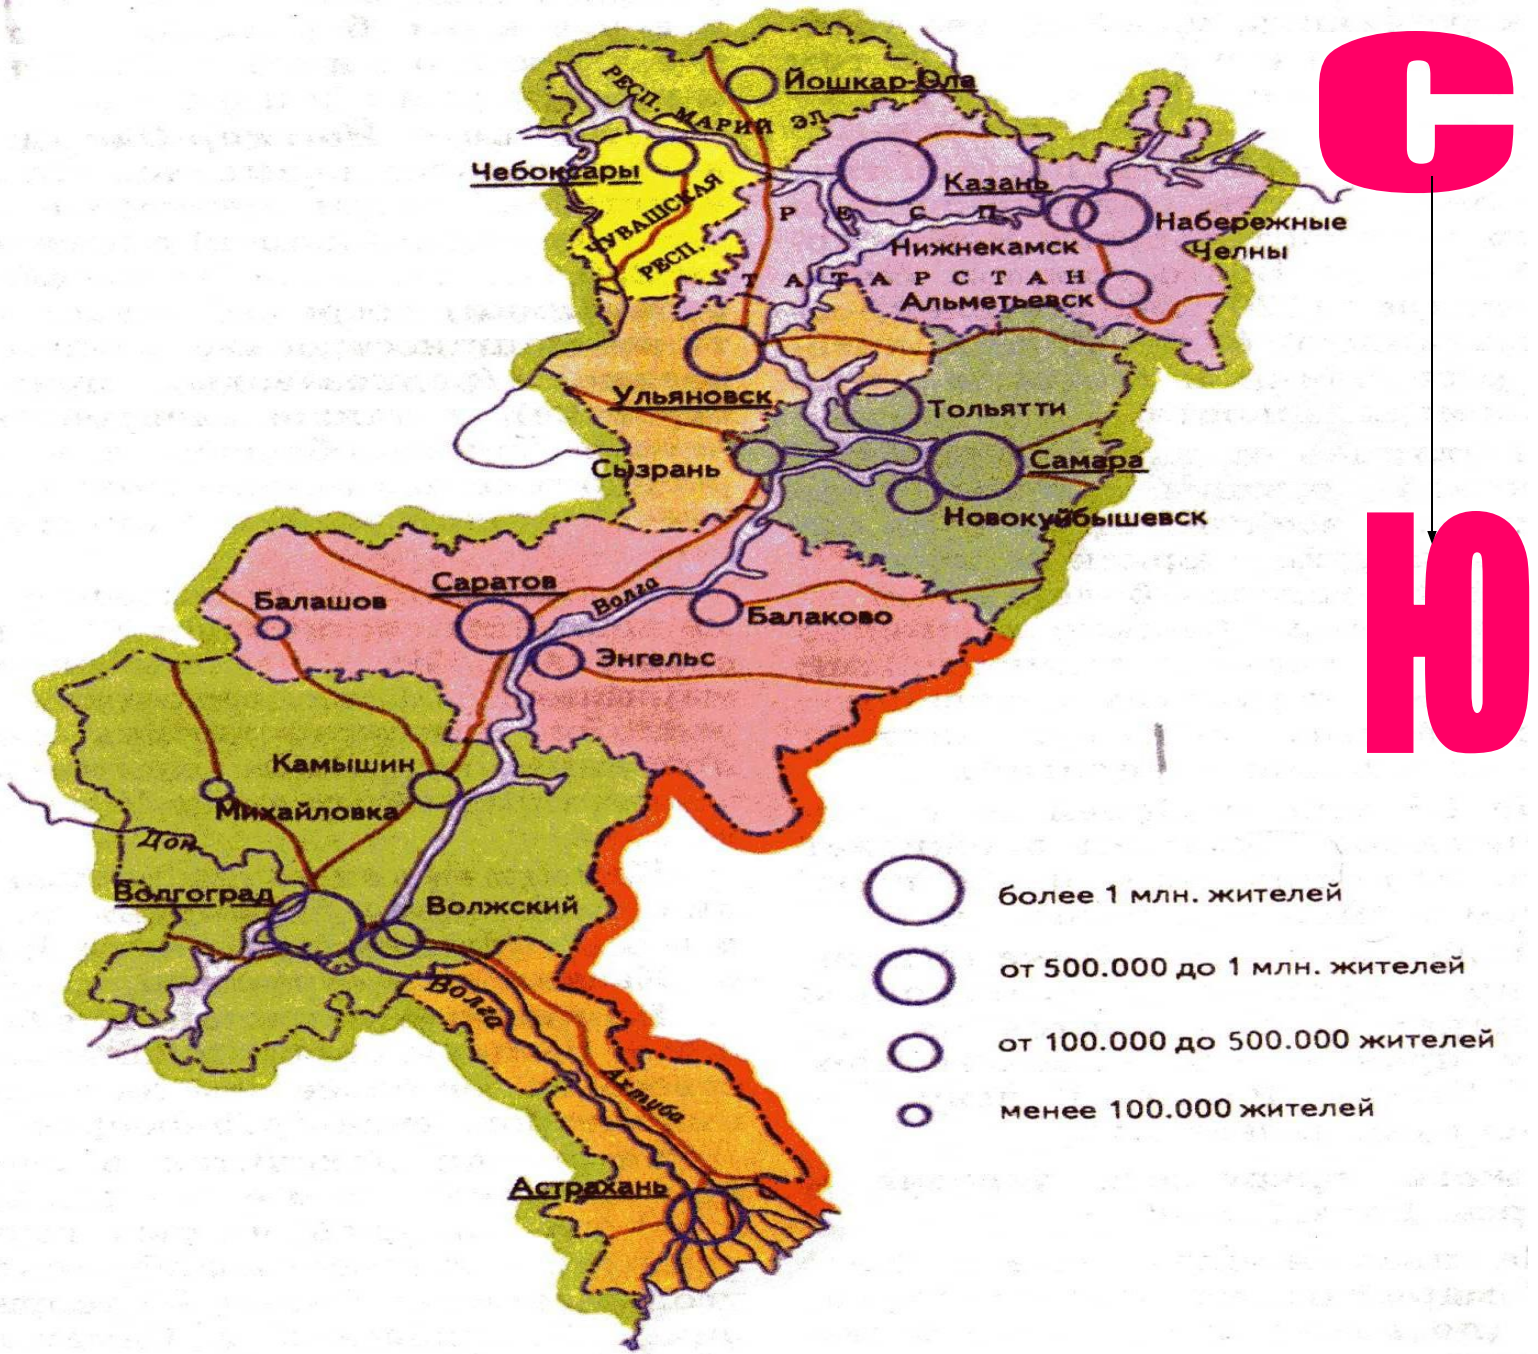 С
Йошкар-Ола
РЕСП. МАРИЙ ЭЛ
Чебоксары
Казань
ЧУВАШСКАЯ
РЕСП.
РЕСП.
Набережные
Челны
Нижнекамск
ТАТАРСТАН
Альметьевск
Ульяновск
Тольятти
Сызрань
Самара
Новокуйбышевск
Ю
Саратов
Волга
Балашов
Балаково
Энгельс
Камышин
Михайловка
Дон
Волгоград
Волжский
более 1 млн. жителей
от 500.000 до 1 млн. жителей
Волга
от 100.000 до 500.000 жителей
Ахтуба
менее 100.000 жителей
Астрахань